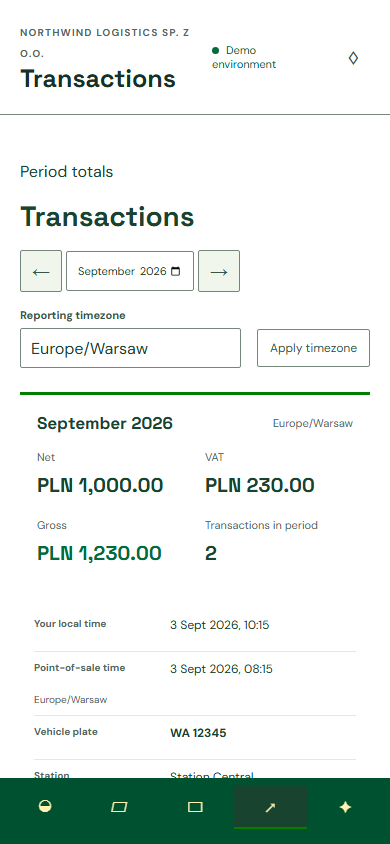 NORTHWIND LOGISTICS SP. Z
O.O.
Transactions
Demo
environment
Period totals
Transactions
September 2026
Reporting timezone
Europe/Warsaw
Apply timezone
September 2026
Europe/Warsaw
Net
VAT
PLN 1,000.00
PLN 230.00
Gross
Transactions in period
PLN 1,230.00
2
Your local time
3 Sept 2026, 10:15
Point-of-sale time
3 Sept 2026, 08:15
Europe/Warsaw
Vehicle plate
WA 12345
Station
Station Central